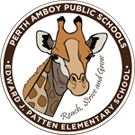 PERTH AMBOY PUBLIC SCHOOLS
Reach, Strive and Grow
·EDWARD J. PATTEN ELEMENTARY SCHOOL·